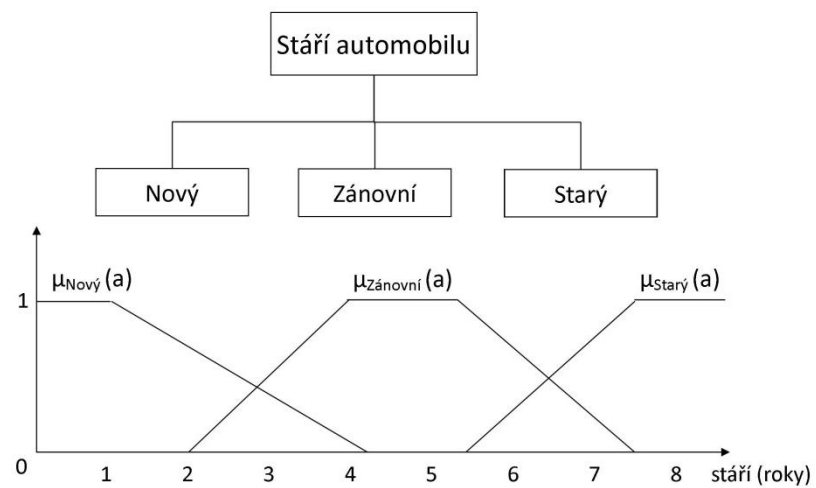 Stáří automobilu
Nový Zánovní Starý
μNový (a) μZánovní (a) μStarý (a)
1
0 1 2 3 4 5 6 7 8 stáří (roky)